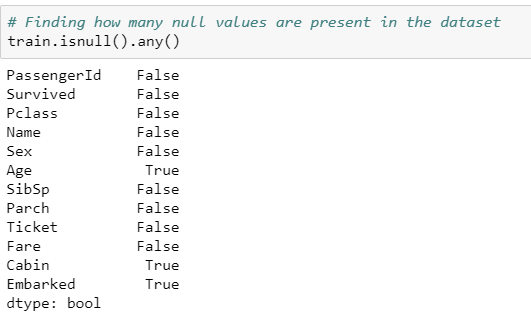 # Finding how many null values are present in the dataset
train.isnull().any()
PassengerId    False
Survived       False
Pclass         False
Name           False
Sex            False
Age             True
SibSp          False
Parch          False
Ticket         False
Fare           False
Cabin           True
Embarked        True
dtype: bool